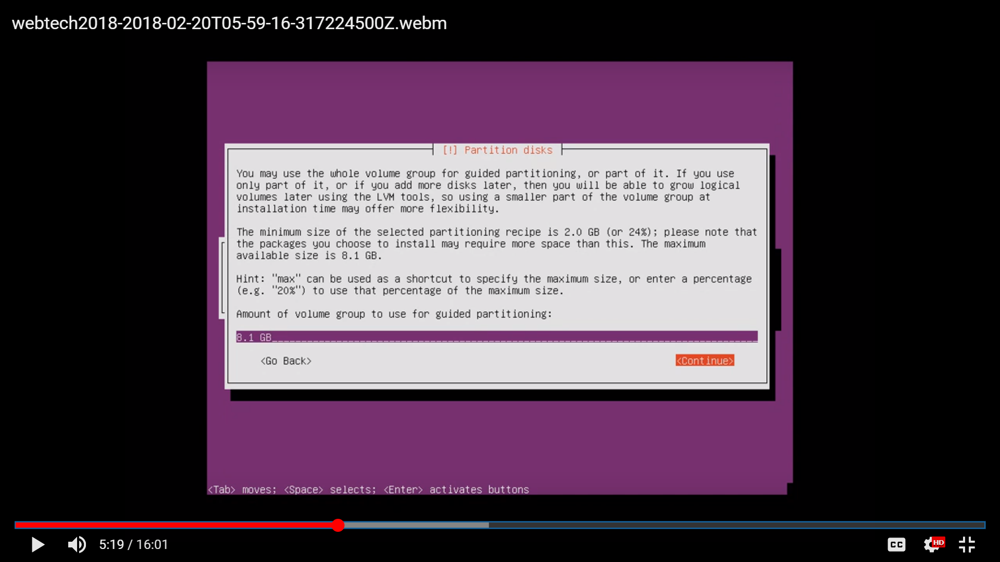 webtech2018-2018-02-20T05-59-16-317224500Z.webm
[!] Partition disks
You may use the whole volume group for guided partitioning, or part of it. If you use
only part of it, or if you add more disks later, then you will be able to grow logical
volumes later using the LVM tools, so using a smaller part of the volume group at
installation time may offer more flexibility.
The minimum size of the selected partitioning recipe is 2.0 GB (or 24%); please note that
the packages you choose to install may require more space than this. The maximum
available size is 8.1 GB.
Hint: "max" can be used as a shortcut to specify the maximum size, or enter a percentage
(e.g. "20%") to use that percentage of the maximum size.
Amount of volume group to use for guided partitioning:
8.1 GB
<Go Back> <Continue>
<Tab> moves; <Space> selects; <Enter> activates buttons
5:19 / 16:01 CC HD